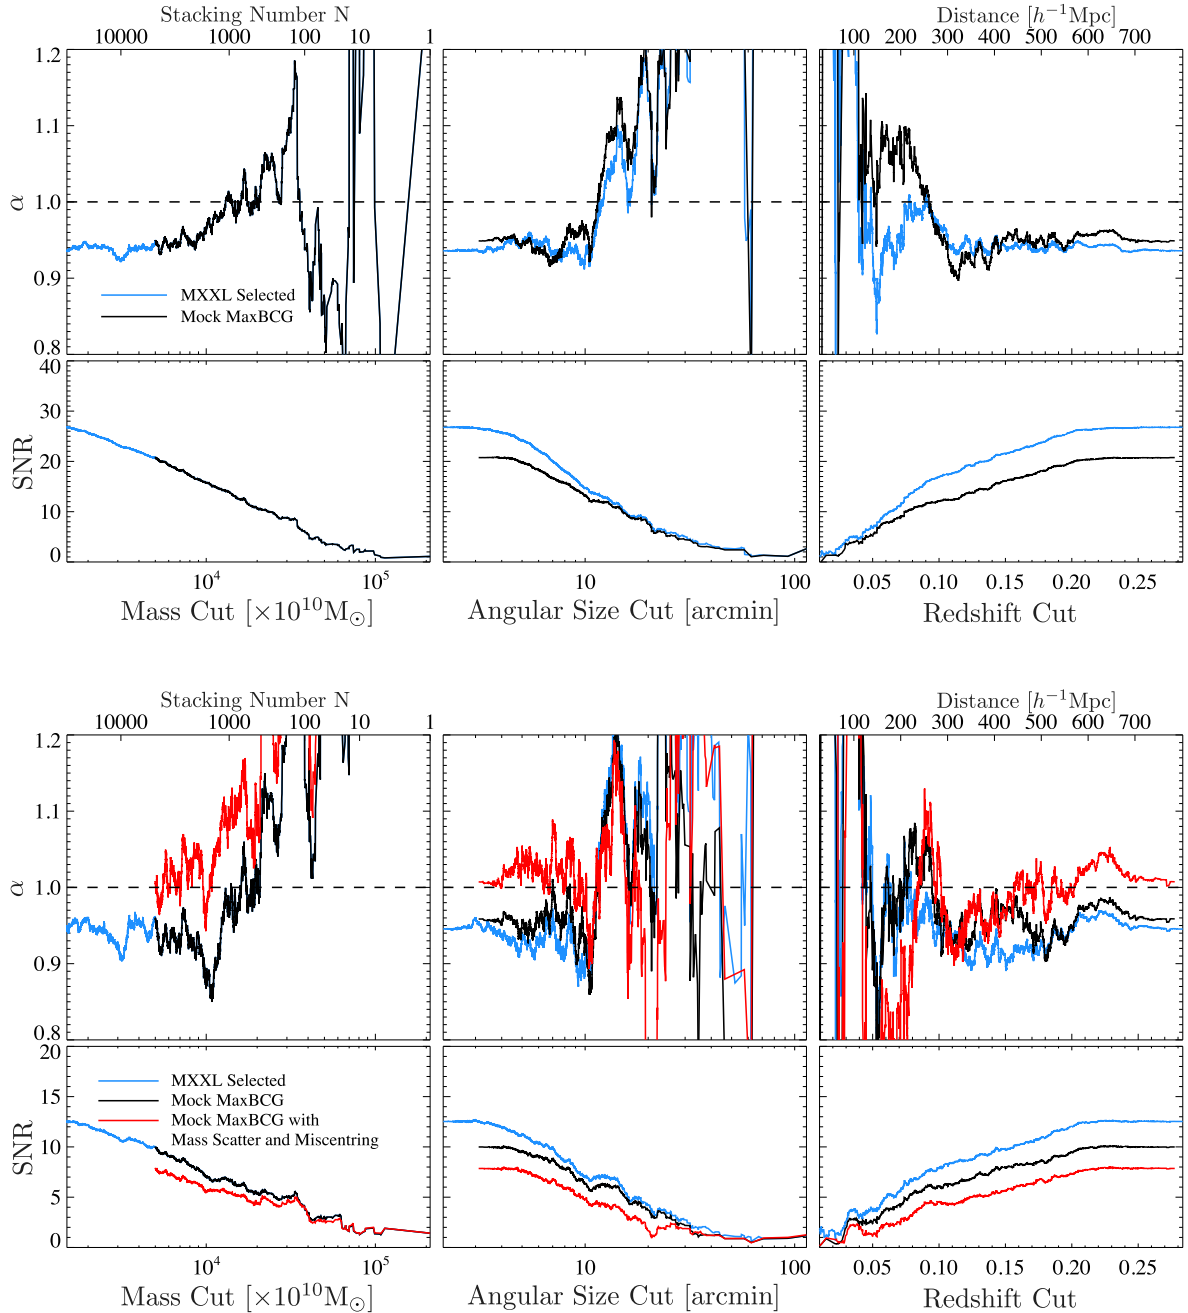 Stacking Number N
Distance [h⁻¹Mpc]
10000 1000 100 10 1
100 200 300 400 500 600 700
1.2
1.1
1.0
0.9
0.8
α
MXXL Selected
Mock MaxBCG
40
30
20
10
0
SNR
10⁴ 10⁵
10 100
0.05 0.10 0.15 0.20 0.25
Mass Cut [×10¹⁰M☉]
Angular Size Cut [arcmin]
Redshift Cut
Stacking Number N
Distance [h⁻¹Mpc]
10000 1000 100 10 1
100 200 300 400 500 600 700
1.2
1.1
1.0
0.9
0.8
α
20
15
10
5
0
SNR
MXXL Selected
Mock MaxBCG
Mock MaxBCG with
Mass Scatter and Miscentring
10⁴ 10⁵
10 100
0.05 0.10 0.15 0.20 0.25
Mass Cut [×10¹⁰M☉]
Angular Size Cut [arcmin]
Redshift Cut